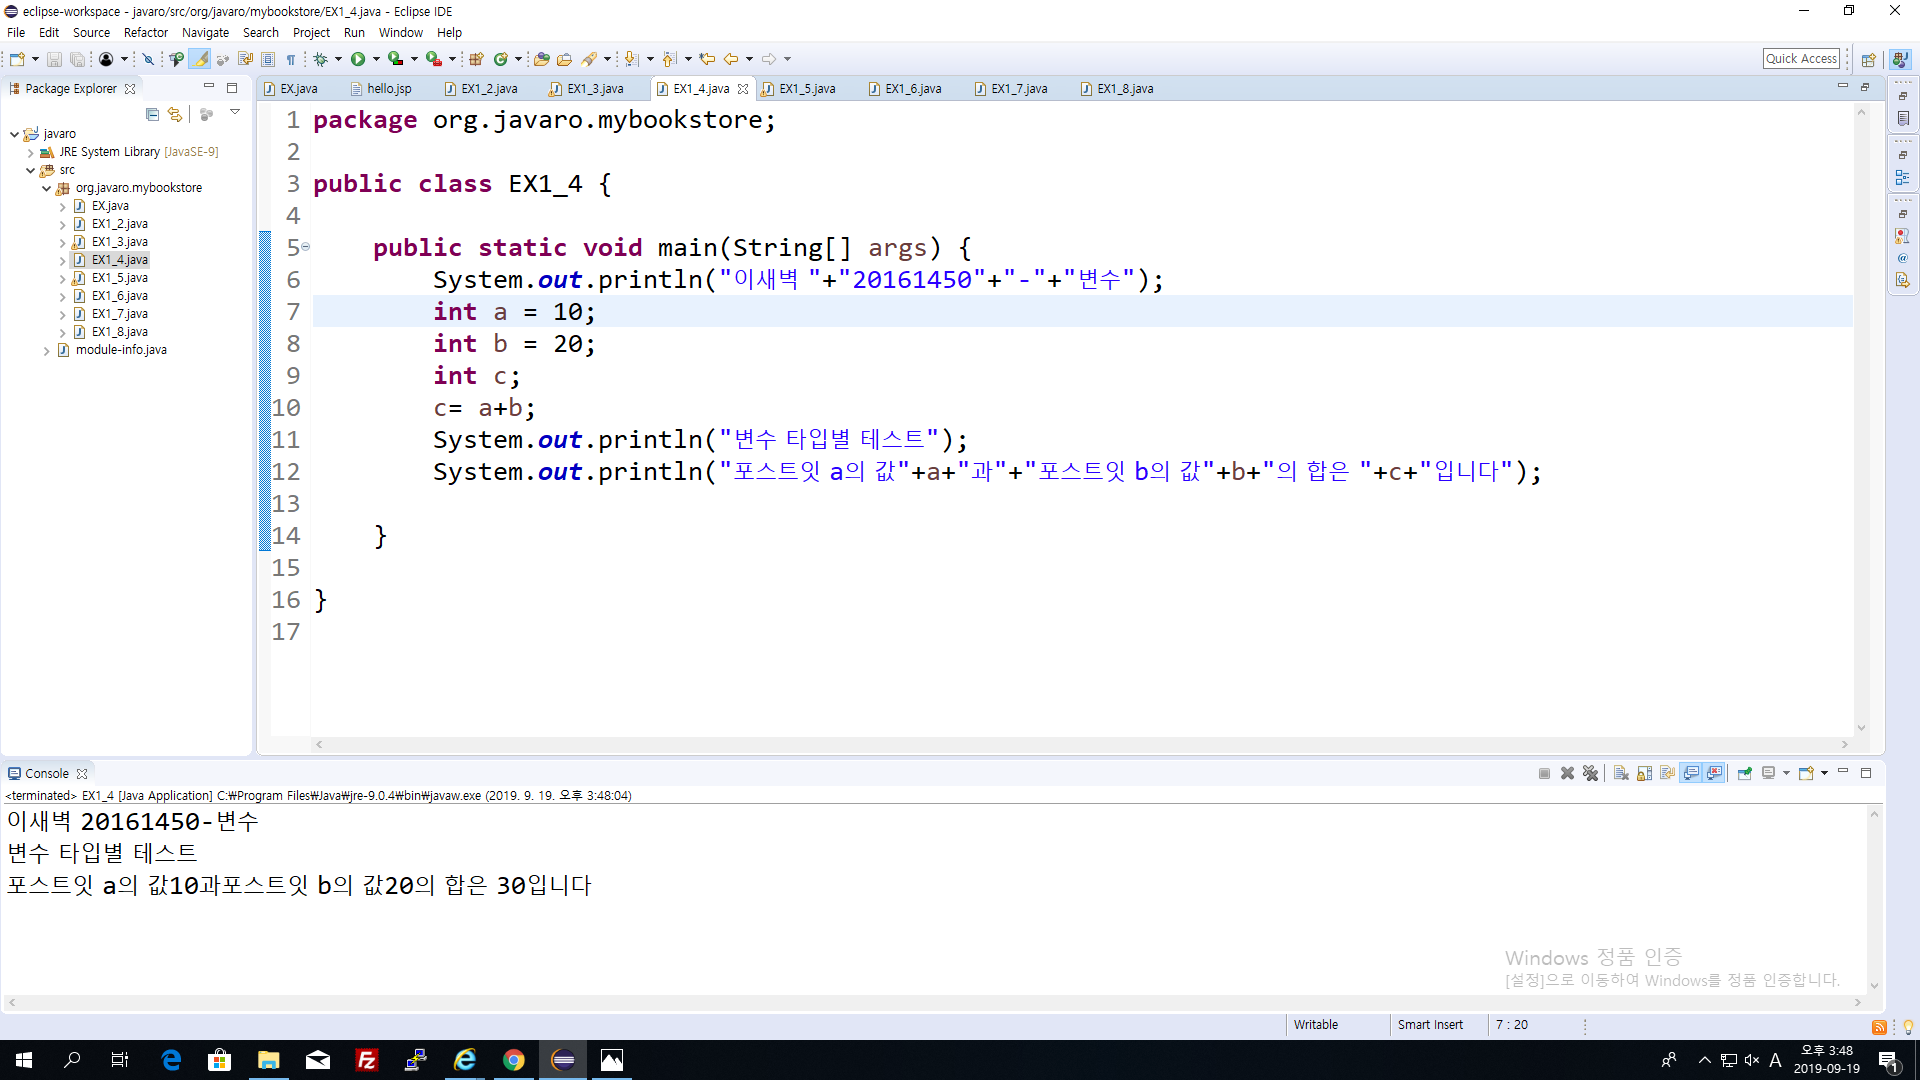 eclipse-workspace - javaro/src/org/javaro/mybookstore/EX1_4.java - Eclipse IDE
File Edit Source Refactor Navigate Search Project Run Window Help
Quick Access
Package Explorer
EX.java hello.jsp EX1_2.java EX1_3.java EX1_4.java EX1_5.java EX1_6.java EX1_7.java EX1_8.java
javaro
JRE System Library [JavaSE-9]
src
org.javaro.mybookstore
EX.java
EX1_2.java
EX1_3.java
EX1_4.java
EX1_5.java
EX1_6.java
EX1_7.java
EX1_8.java
module-info.java
1 package org.javaro.mybookstore;
2
3 public class EX1_4 {
4
5 public static void main(String[] args) {
6 System.out.println("이새벽 "+"20161450"+"-"+"변수");
7 int a = 10;
8 int b = 20;
9 int c;
10 c= a+b;
11 System.out.println("변수 타입별 테스트");
12 System.out.println("포스트잇 a의 값"+a+"과"+"포스트잇 b의 값"+b+"의 합은 "+c+"입니다");
13
14 }
15
16 }
17
Console
<terminated> EX1_4 [Java Application] C:₩Program Files₩Java₩jre-9.0.4₩bin₩javaw.exe (2019. 9. 19. 오후 3:48:04)
이새벽 20161450-변수
변수 타입별 테스트
포스트잇 a의 값10과포스트잇 b의 값20의 합은 30입니다
Windows 정품 인증
[설정]으로 이동하여 Windows를 정품 인증합니다.
Writable Smart Insert 7 : 20
A
오후 3:48
2019-09-19
1